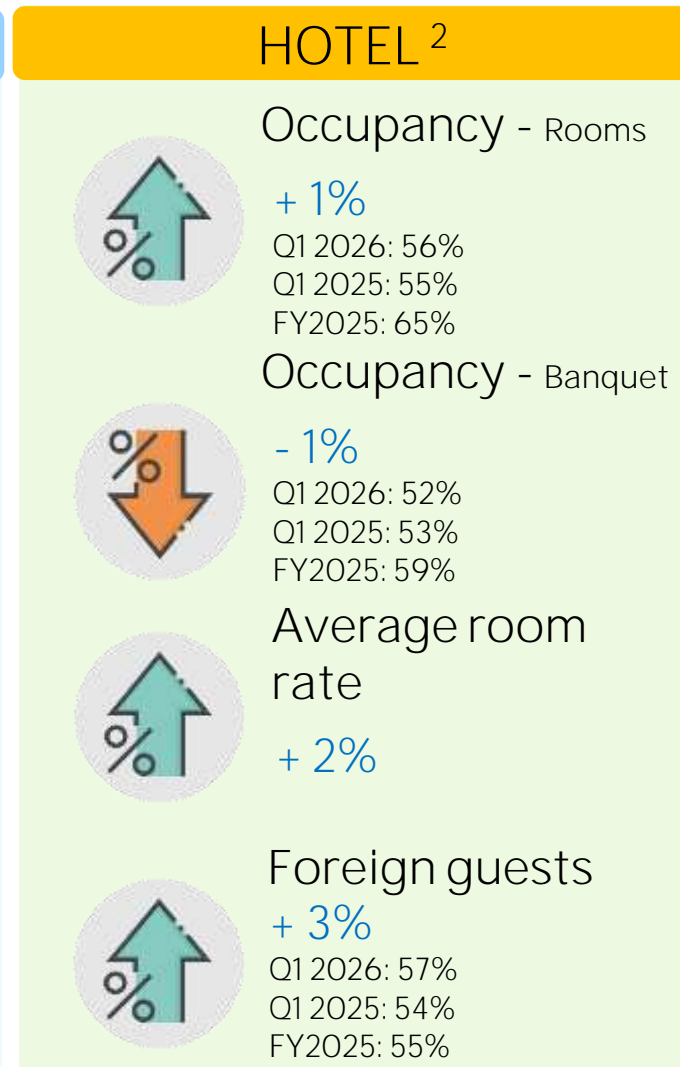 HOTEL 2
Occupancy - Rooms
+ 1%
Q1 2026: 56%
Q1 2025: 55%
FY2025: 65%
Occupancy - Banquet
- 1%
Q1 2026: 52%
Q1 2025: 53%
FY2025: 59%
Average room
rate
+ 2%
Foreign guests
+ 3%
Q1 2026: 57%
Q1 2025: 54%
FY2025: 55%